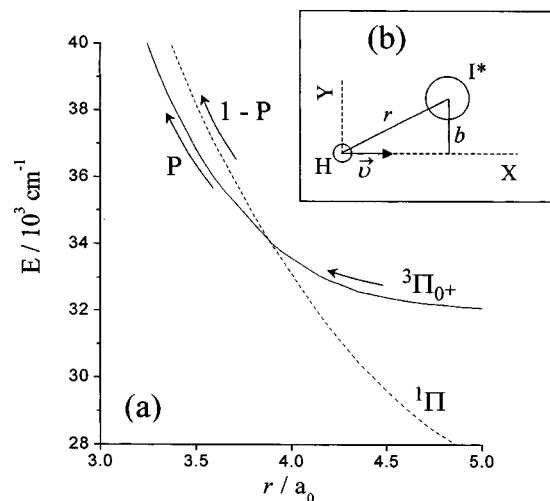 40
38
36
34
32
30
28
E / 10³ cm⁻¹
3.0
3.5
4.0
4.5
5.0
r / a₀
(a)
P
1 - P
³Π₀₊
¹Π
(b)
I*
Y
r
b
H
v⃗
X